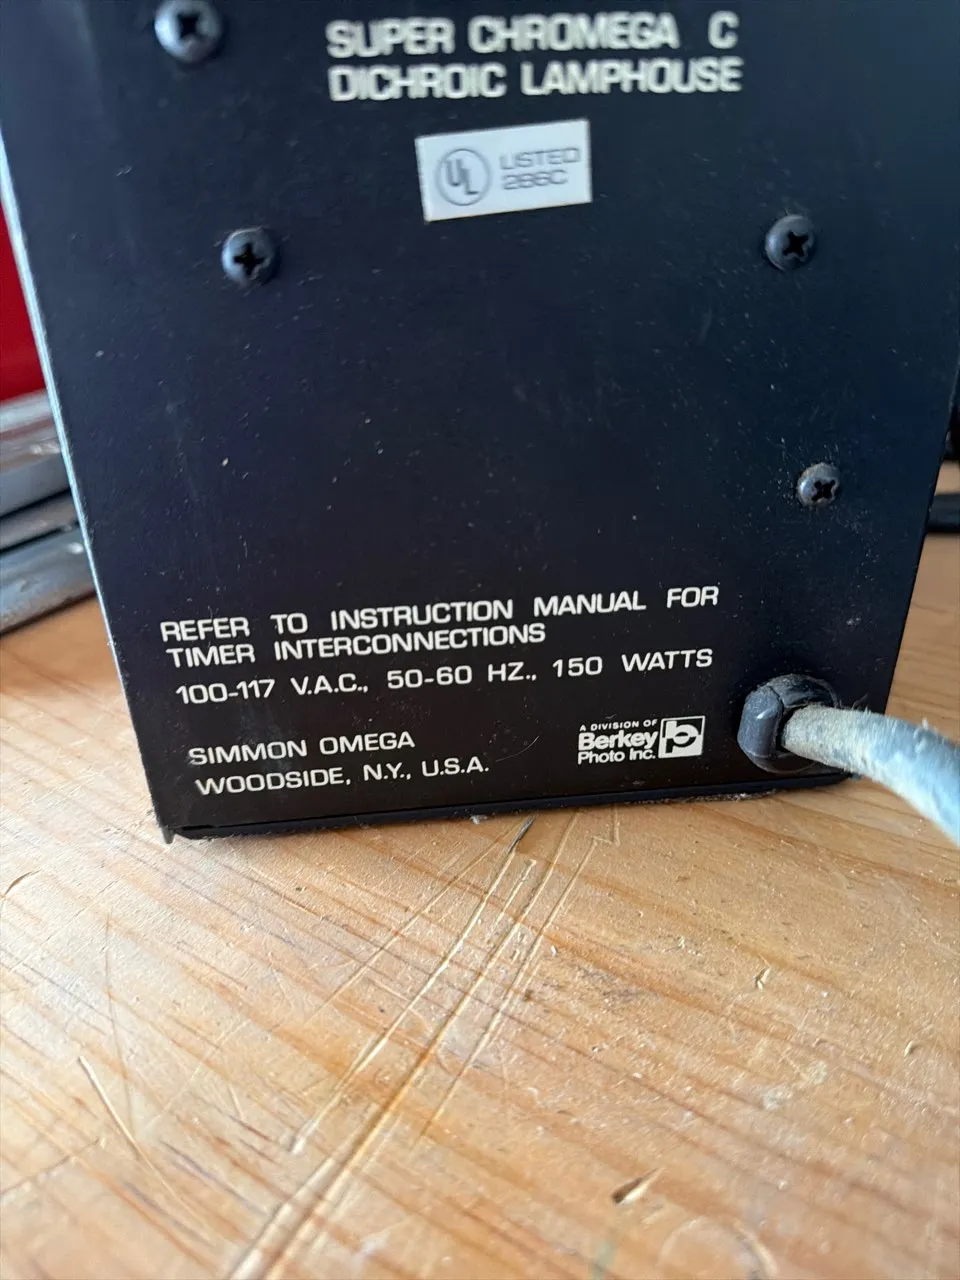 SUPER CHROMEGA C
DICHROIC LAMPHOUSE
UL LISTED
286C
REFER TO INSTRUCTION MANUAL FOR
TIMER INTERCONNECTIONS
100-117 V.A.C., 50-60 HZ., 150 WATTS
SIMMON OMEGA
WOODSIDE, N.Y., U.S.A.
A DIVISION OF
Berkey
Photo Inc.